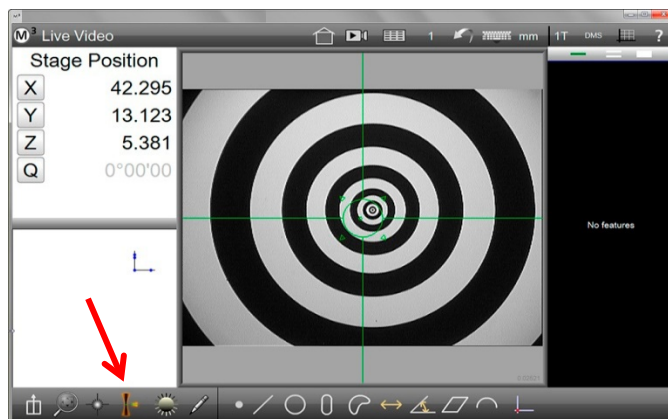 M³ Live Video
1 mm 1T DMS ?
Stage Position
X 42.295
Y 13.123
Z 5.381
Q 0°00'00
No features